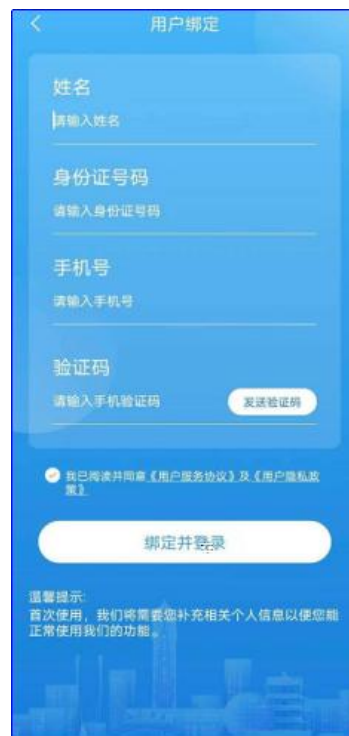 用户绑定
姓名
请输入姓名
身份证号码
请输入身份证号码
手机号
请输入手机号
验证码
请输入手机验证码
发送验证码
我已阅读并同意《用户服务协议》及《用户隐私政
策》
绑定并登录
温馨提示:
首次使用，我们将需要您补充相关个人信息以便您能
正常使用我们的功能。